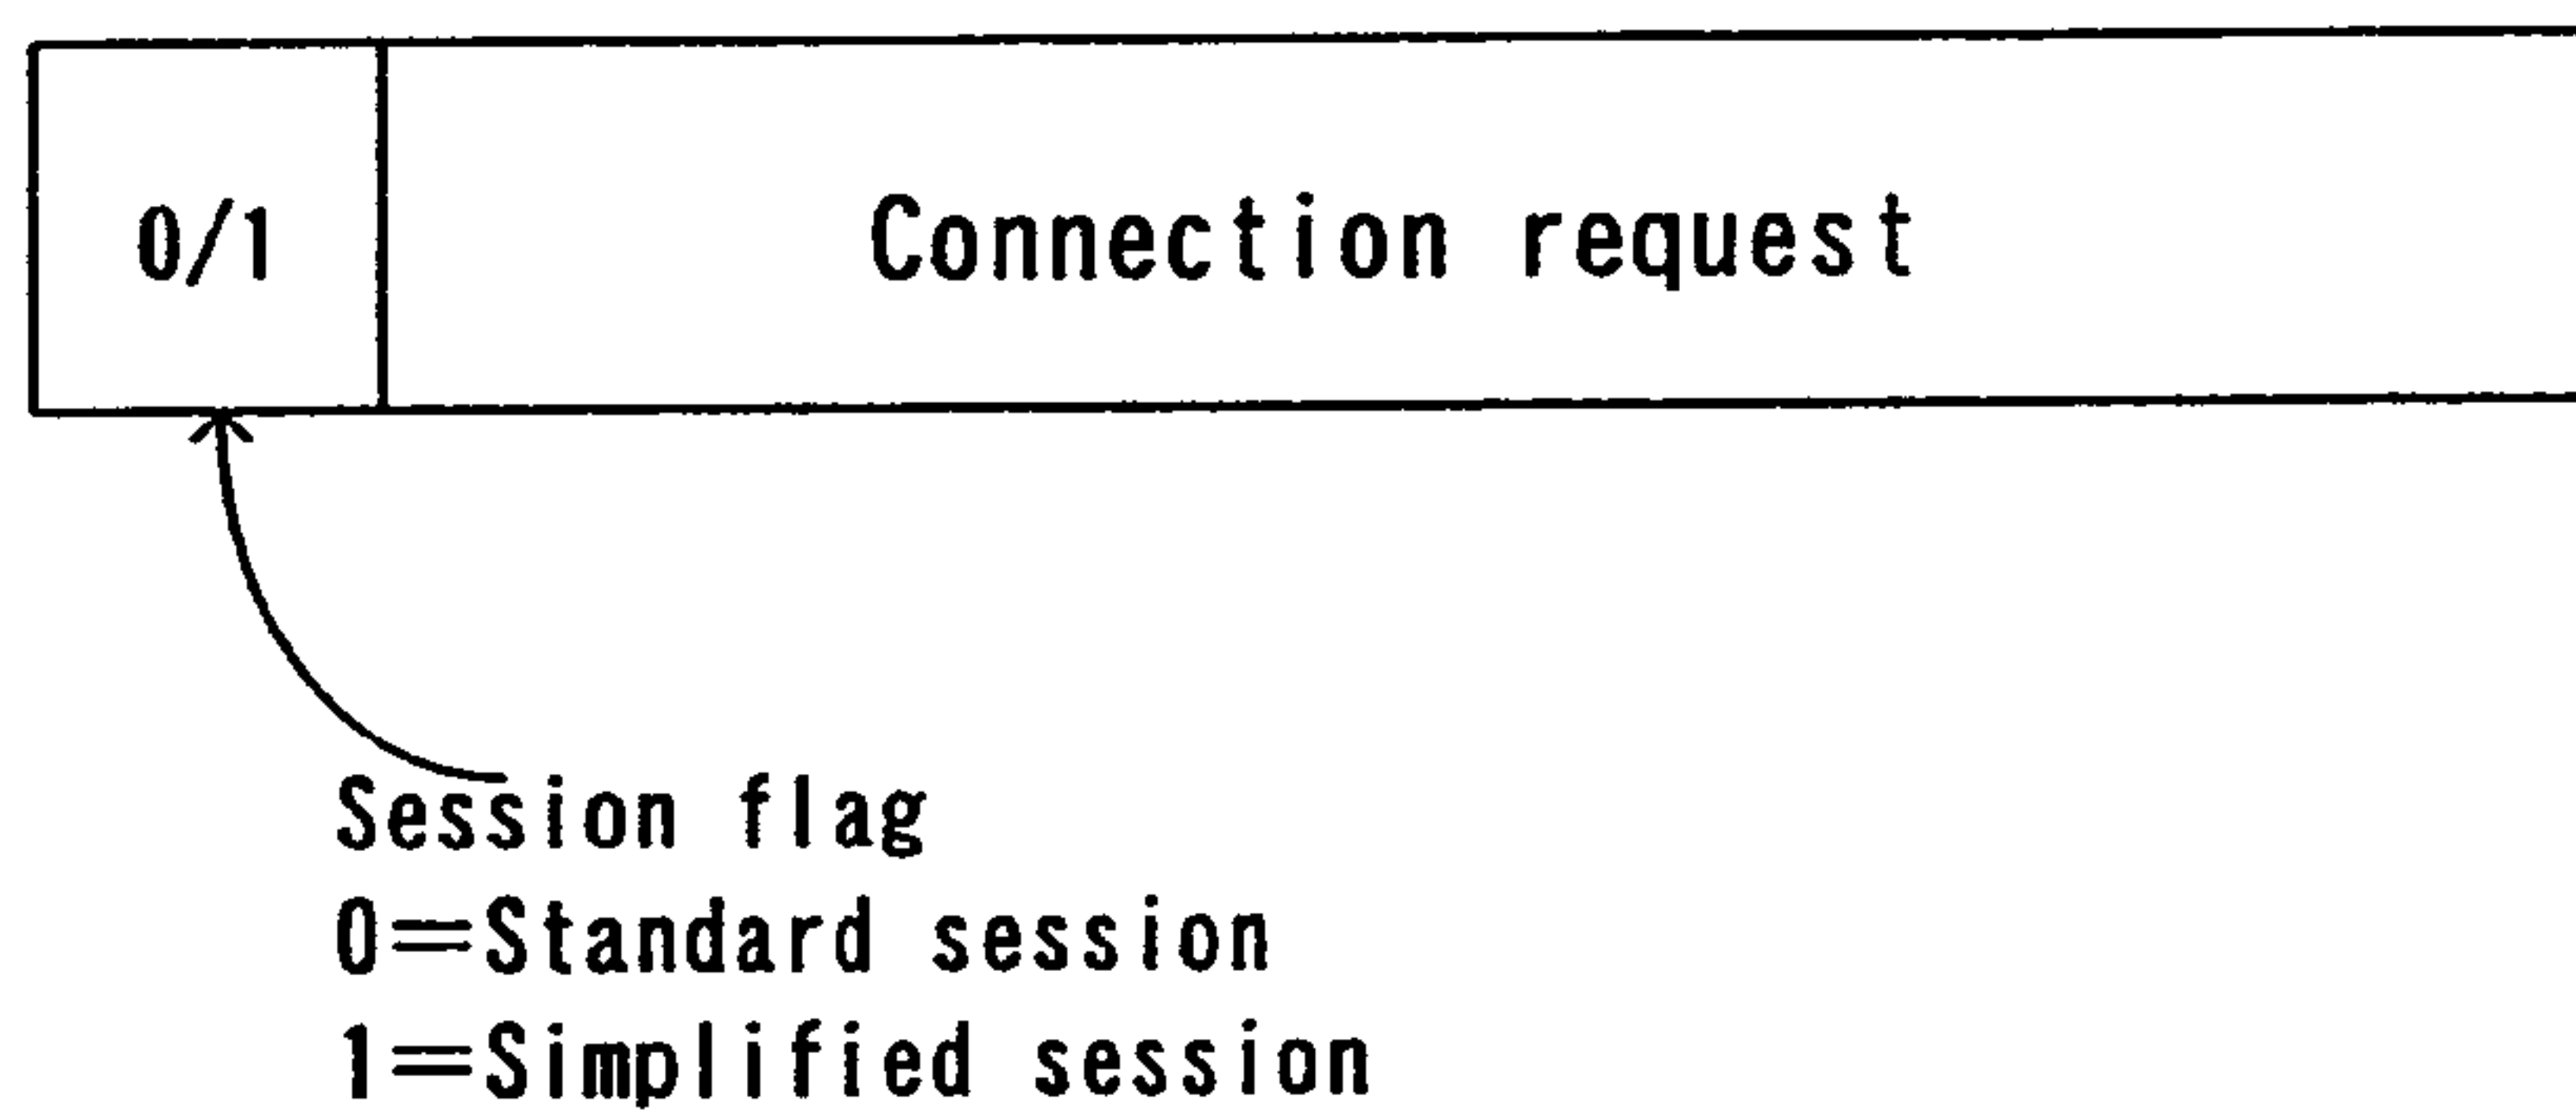 0/1 Connection request
Session flag
0=Standard session
1=Simplified session